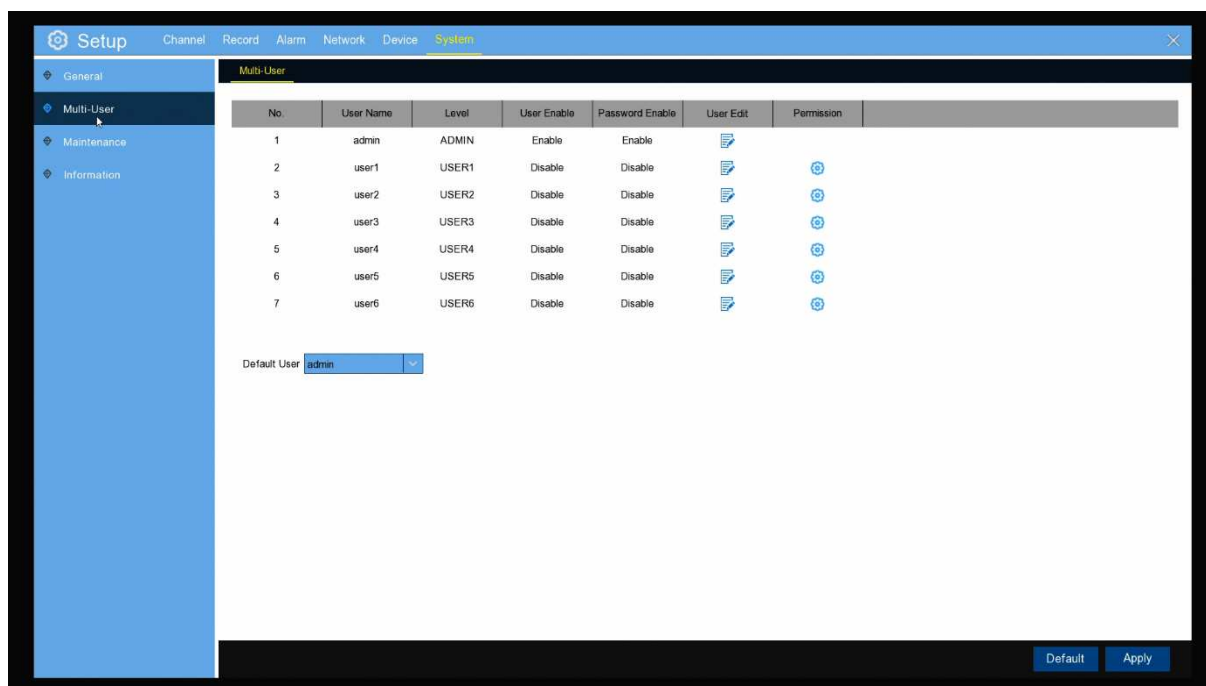 Setup Channel Record Alarm Network Device System
General
Multi-User
Maintenance
Information
Multi-User
No. User Name Level User Enable Password Enable User Edit Permission
1 admin ADMIN Enable Enable
2 user1 USER1 Disable Disable
3 user2 USER2 Disable Disable
4 user3 USER3 Disable Disable
5 user4 USER4 Disable Disable
6 user5 USER5 Disable Disable
7 user6 USER6 Disable Disable
Default User admin
Default Apply